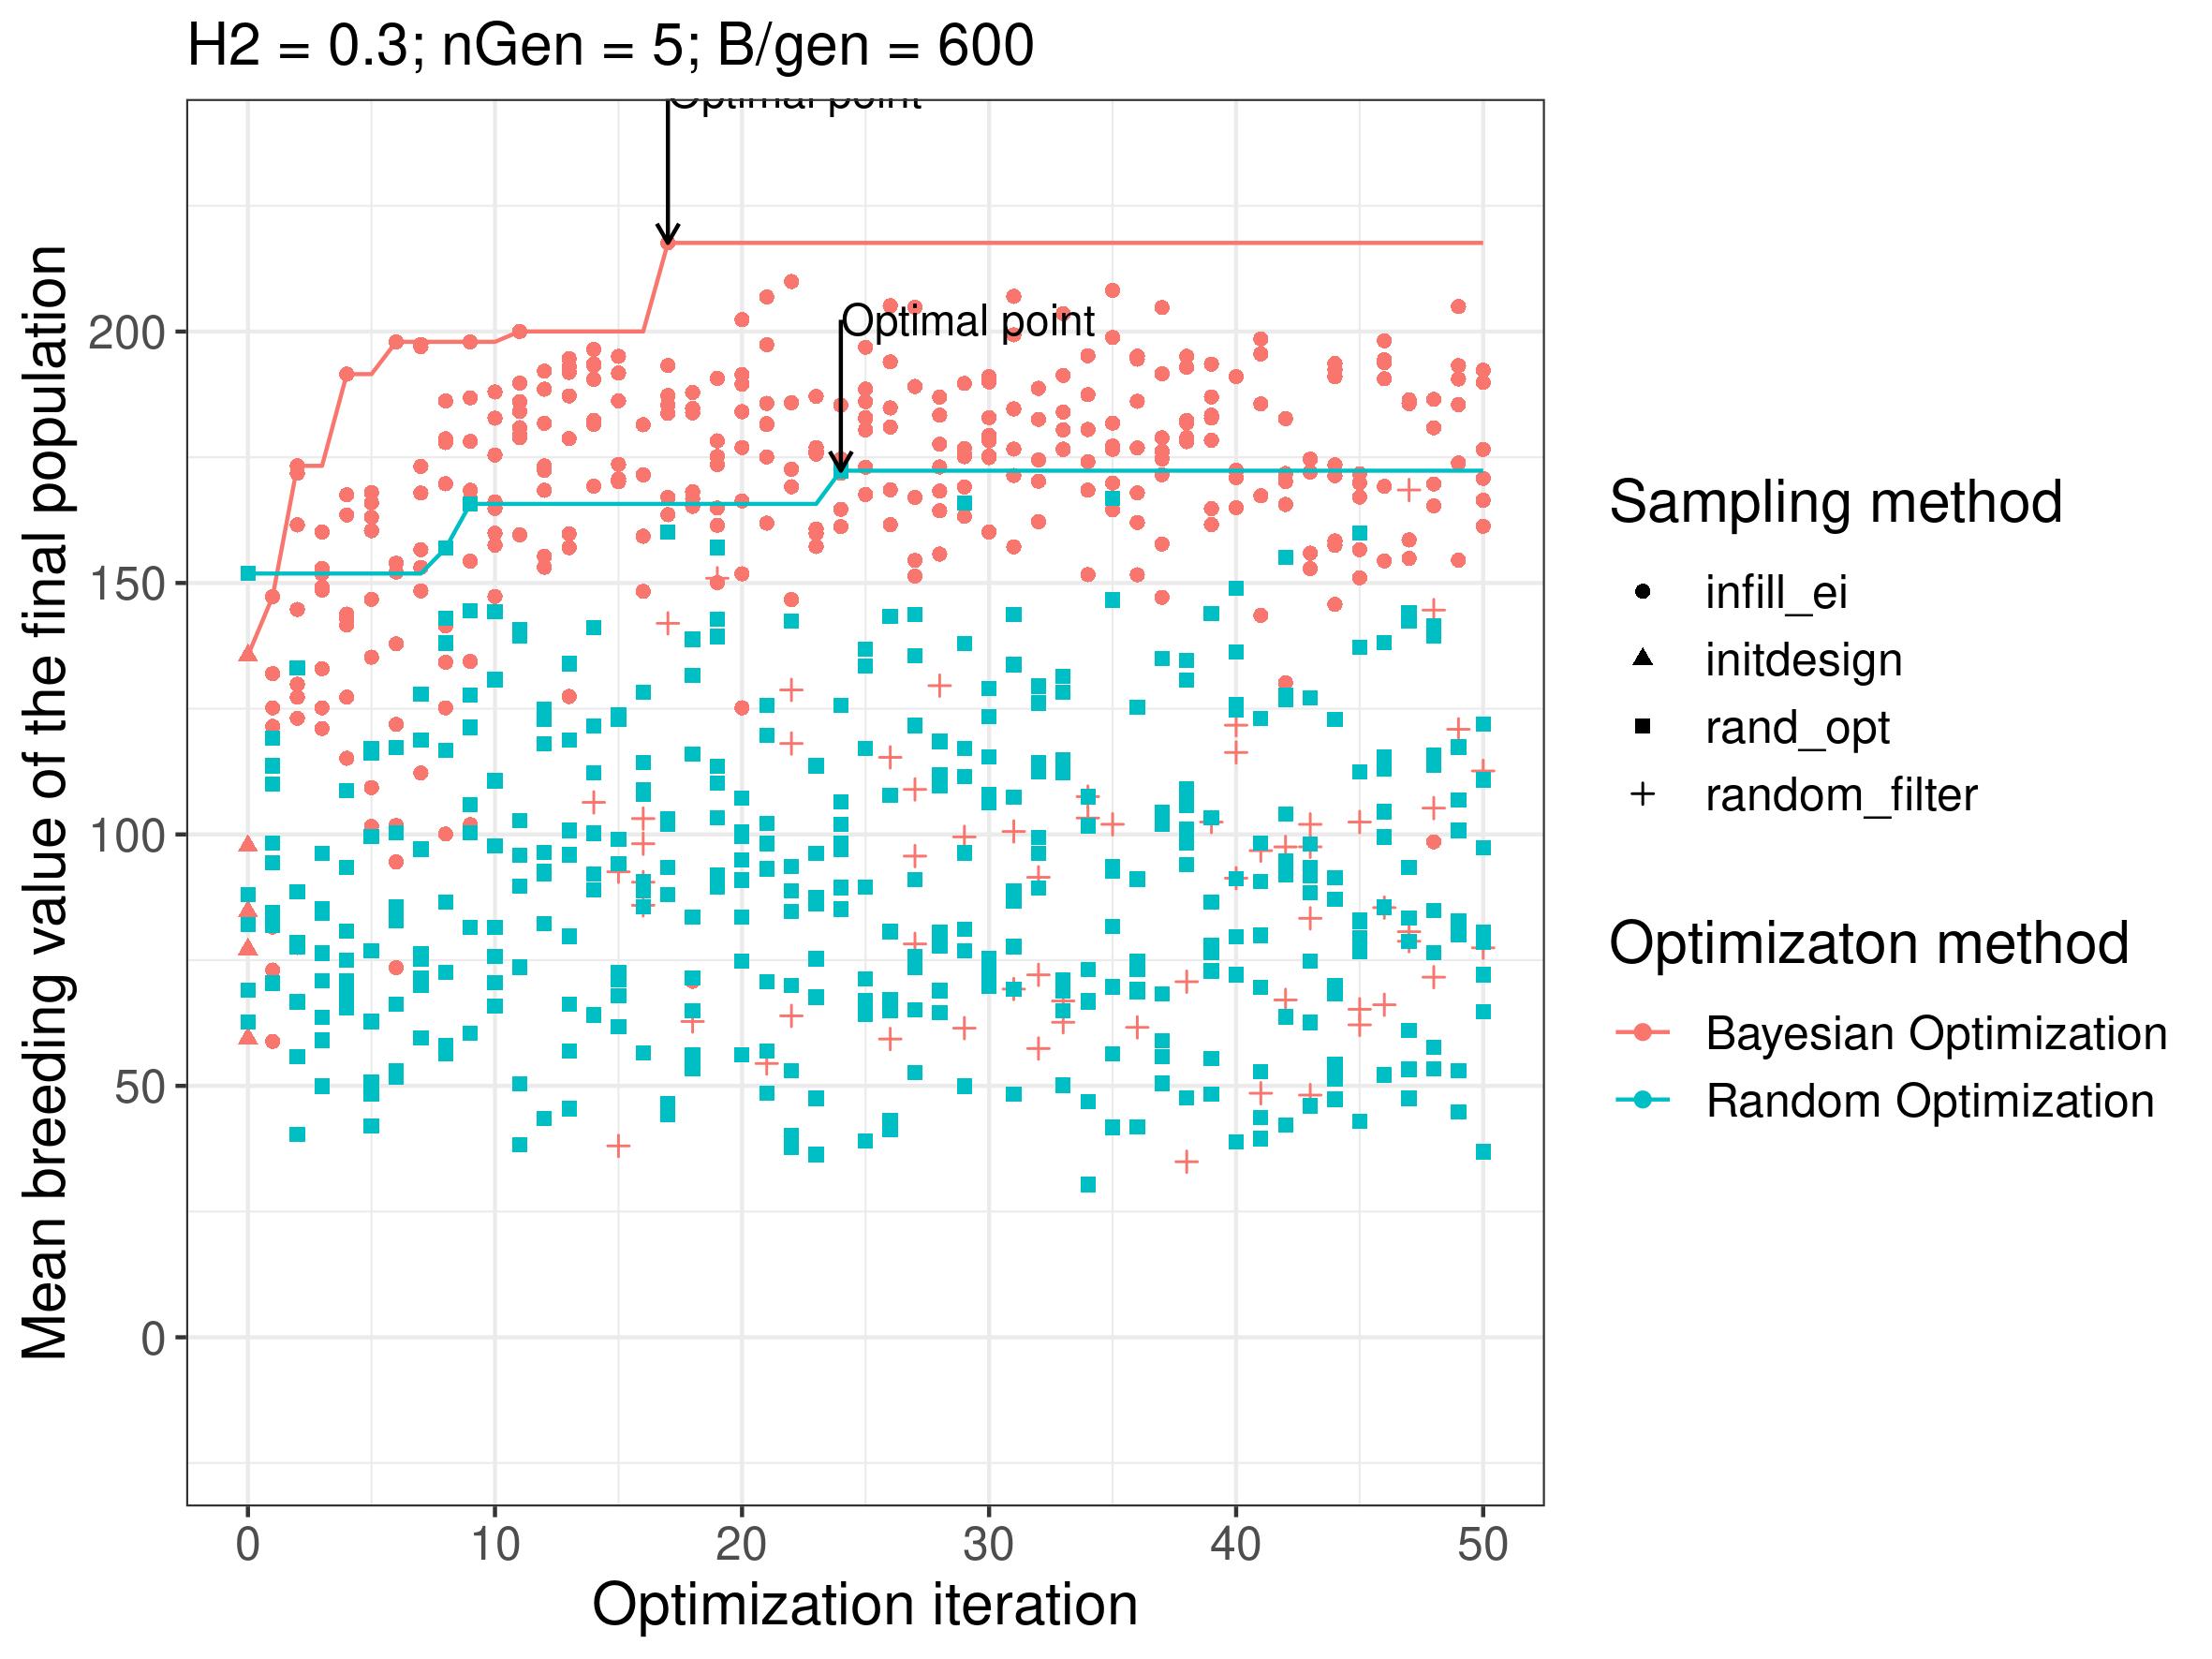 H2 = 0.3; nGen = 5; B/gen = 600
Optimal point
Optimal point
Mean breeding value of the final population
200
150
100
50
0
0 10 20 30 40 50
Optimization iteration
Sampling method
infill_ei
initdesign
rand_opt
random_filter
Optimizaton method
Bayesian Optimization
Random Optimization